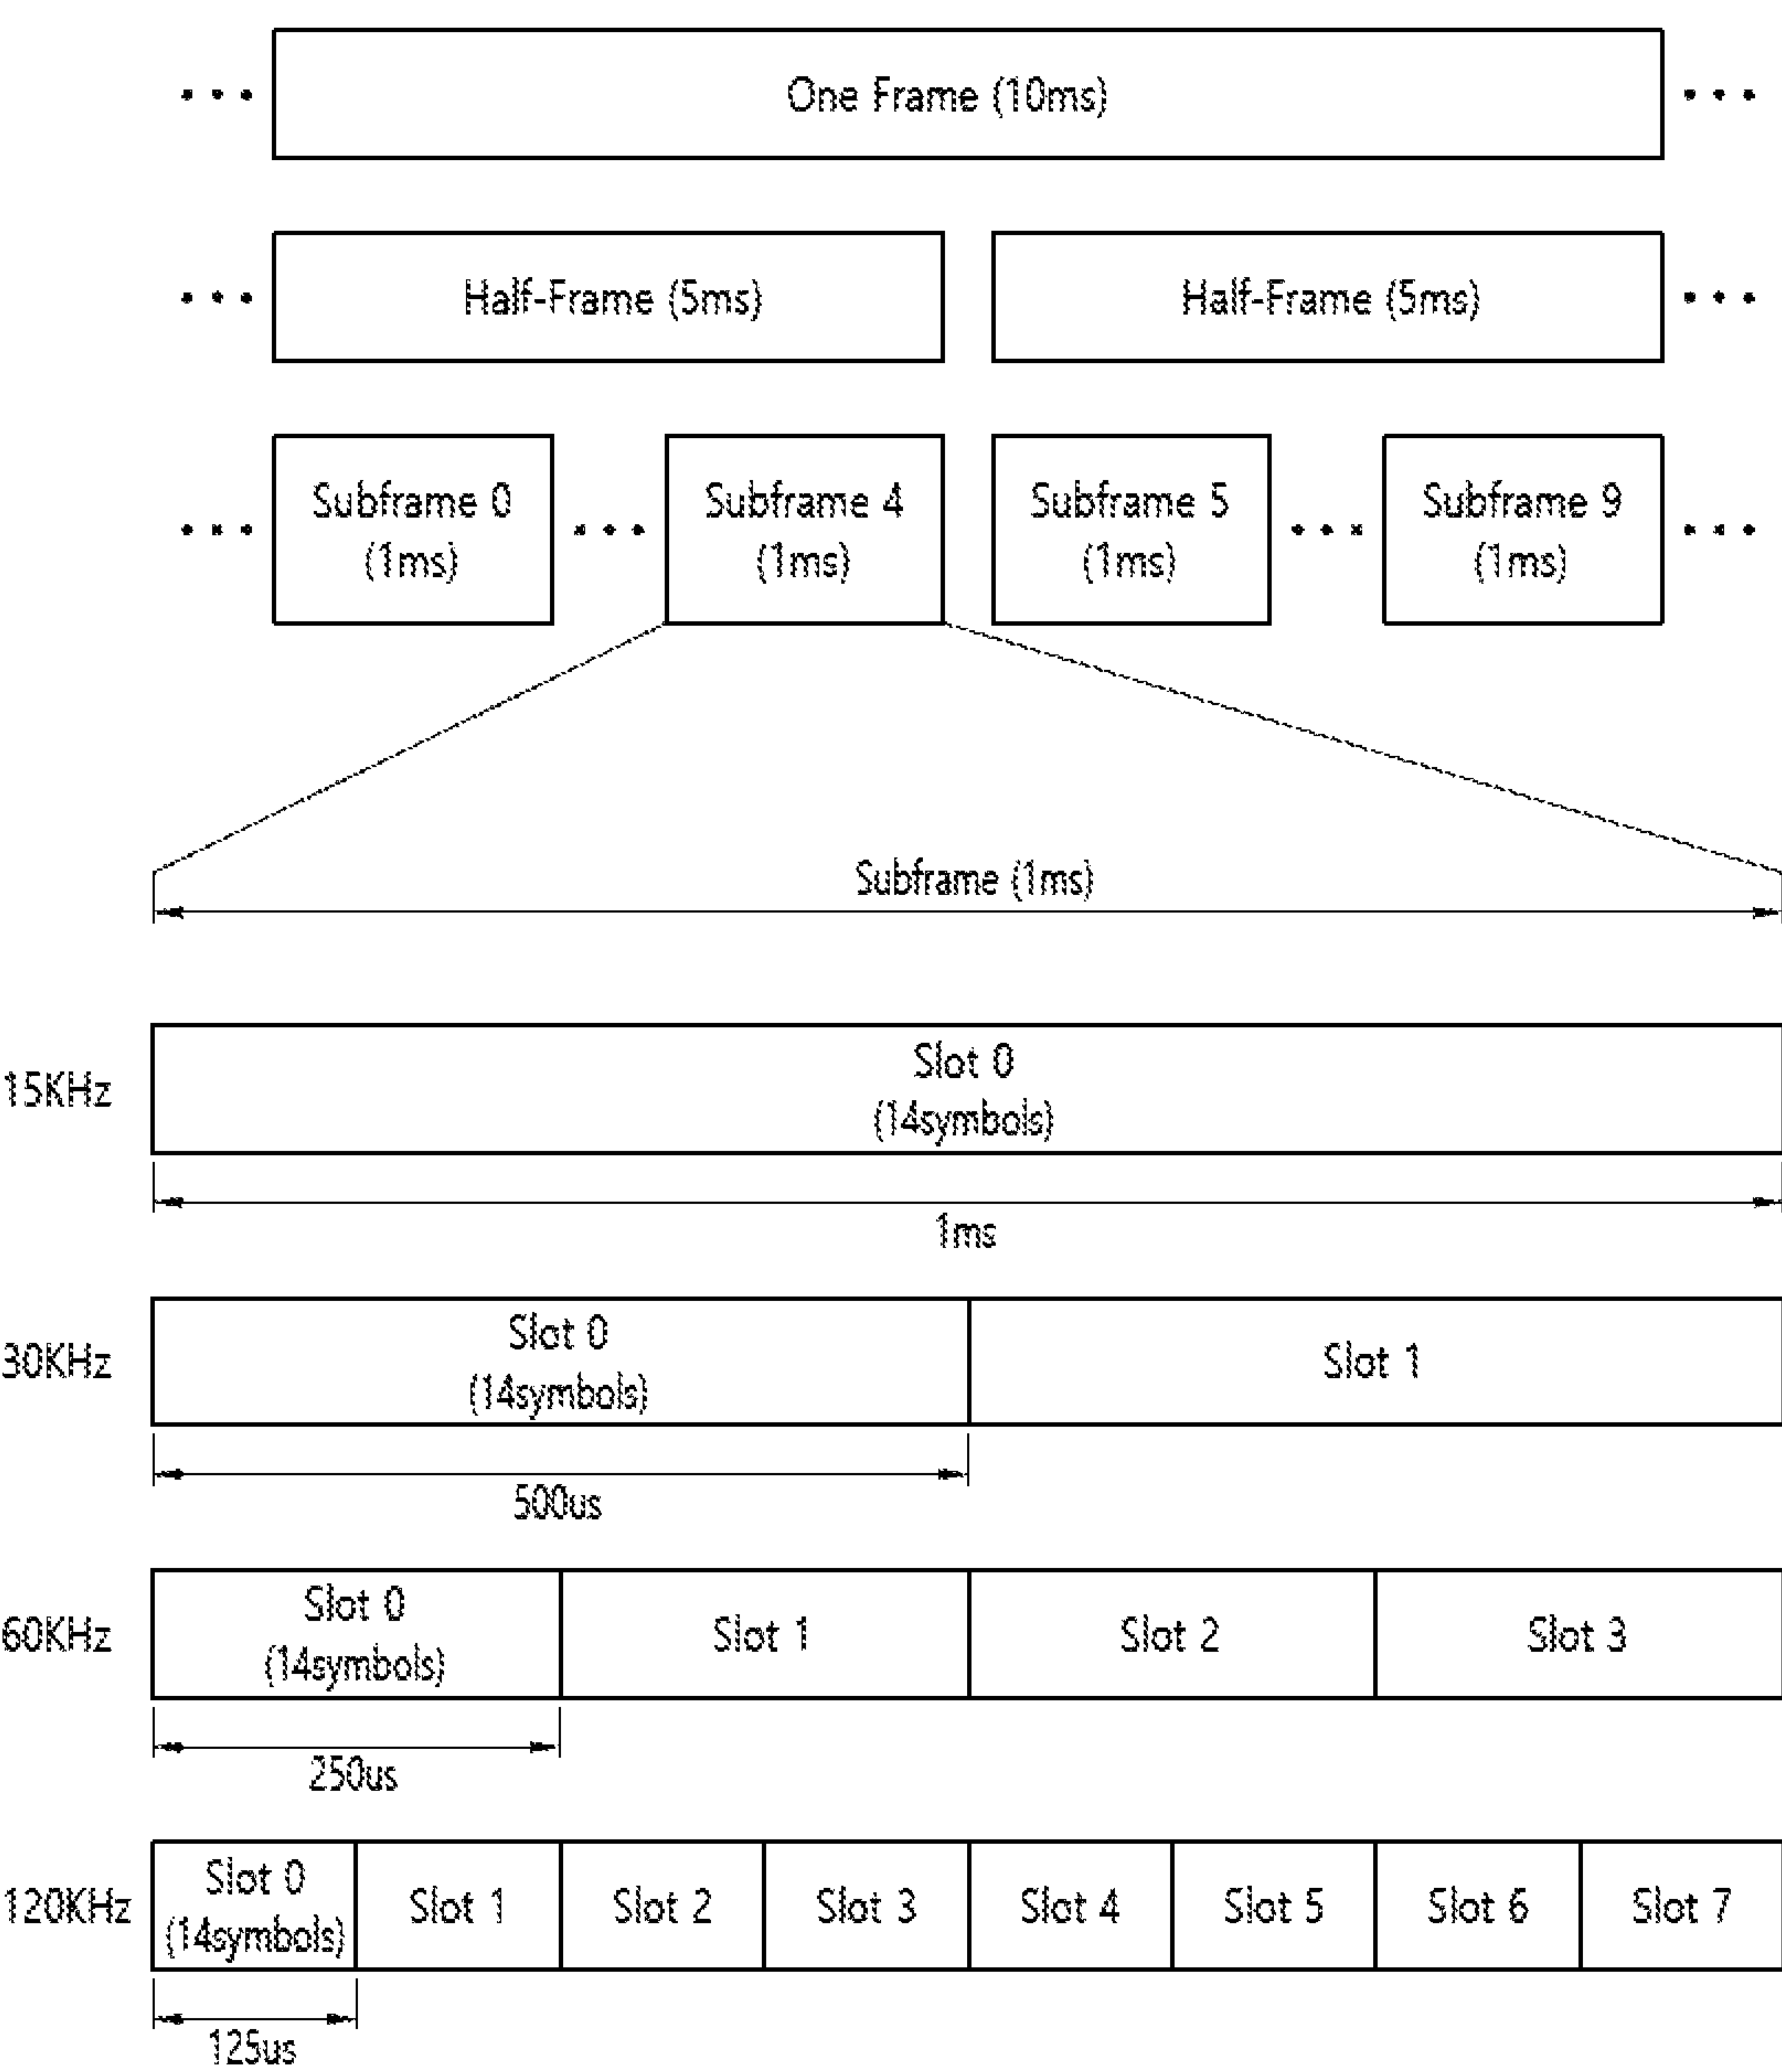 One Frame (10ms)
Half-Frame (5ms)
Half-Frame (5ms)
Subframe 0
(1ms)
Subframe 4
(1ms)
Subframe 5
(1ms)
Subframe 9
(1ms)
Subframe (1ms)
15KHz
Slot 0
(14symbols)
1ms
30KHz
Slot 0
(14symbols)
Slot 1
500us
60KHz
Slot 0
(14symbols)
Slot 1
Slot 2
Slot 3
250us
120KHz
Slot 0
(14symbols)
Slot 1
Slot 2
Slot 3
Slot 4
Slot 5
Slot 6
Slot 7
125us